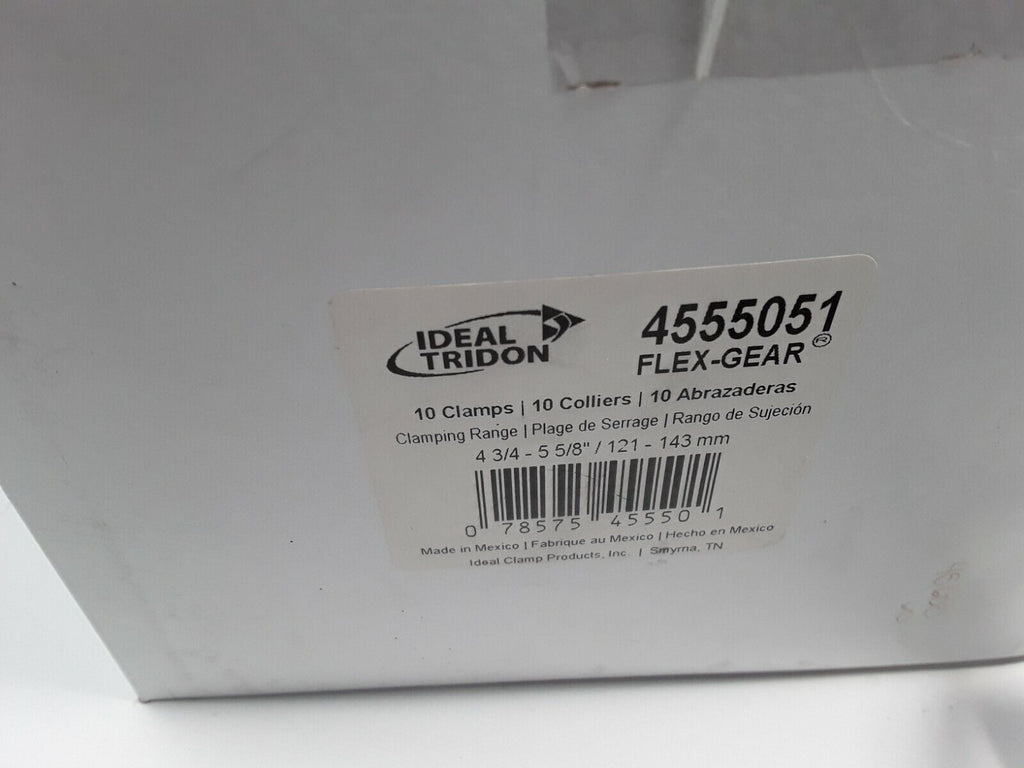 IDEAL
TRIDON
4555051
FLEX-GEAR®
10 Clamps | 10 Colliers | 10 Abrazaderas
Clamping Range | Plage de Serrage | Rango de Sujeción
4 3/4 - 5 5/8" / 121 - 143 mm
0 78575 45550 1
Made in Mexico | Fabrique au Mexico | Hecho en Mexico
Ideal Clamp Products, Inc. | Smyrna, TN